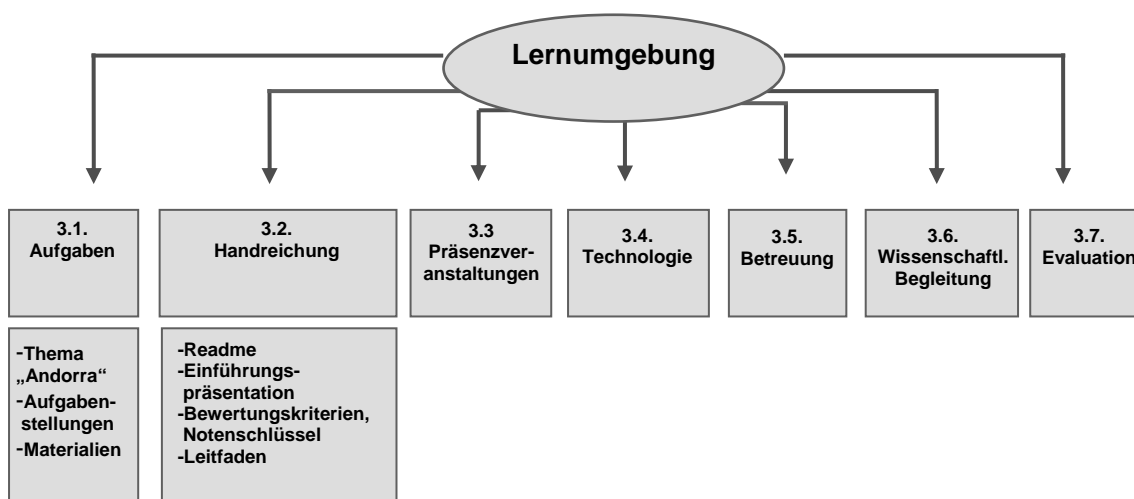 Lernumgebung
3.1.
Aufgaben
3.2.
Handreichung
3.3
Präsenzver-
anstaltungen
3.4.
Technologie
3.5.
Betreuung
3.6.
Wissenschaftl.
Begleitung
3.7.
Evaluation
-Thema
„Andorra“
-Aufgaben-
stellungen
-Materialien
-Readme
-Einführungs-
präsentation
-Bewertungskriterien,
Notenschlüssel
-Leitfaden